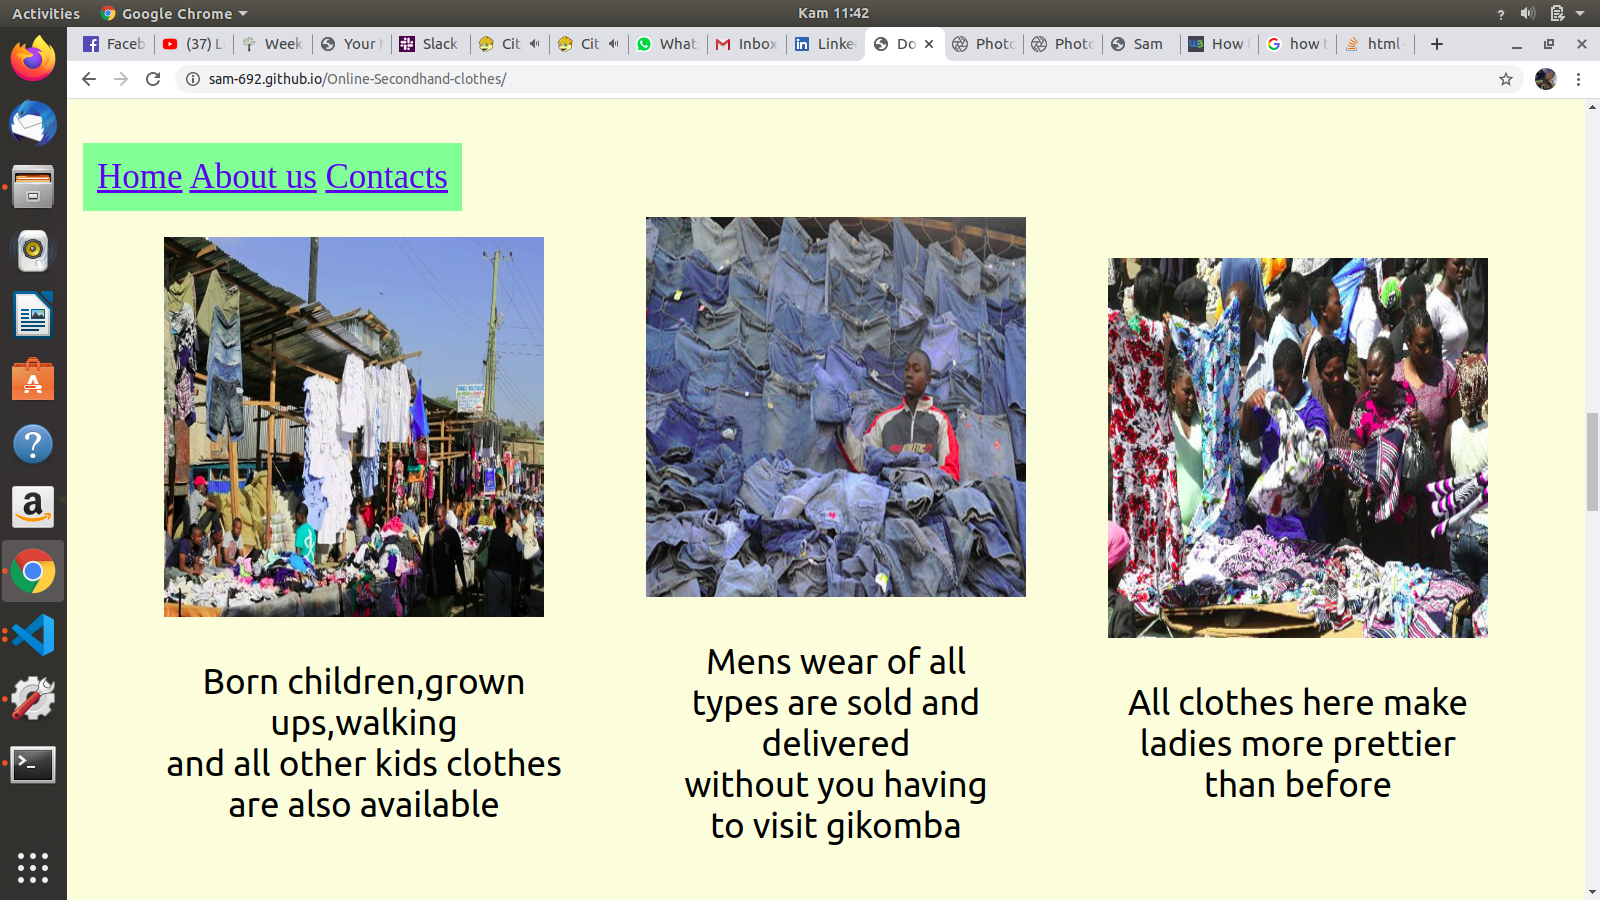 Activities
Google Chrome
Kam 11:42
?
Faceb
(37) L
Week
Your
Slack
Cit
Cit
What
Inbox
Linke
Do
Photo
Photo
Sam
How
how t
html
sam-692.github.io/Online-Secondhand-clothes/
Home About us Contacts
Born children,grown
ups,walking
and all other kids clothes
are also available
Mens wear of all
types are sold and
delivered
without you having
to visit gikomba
All clothes here make
ladies more prettier
than before